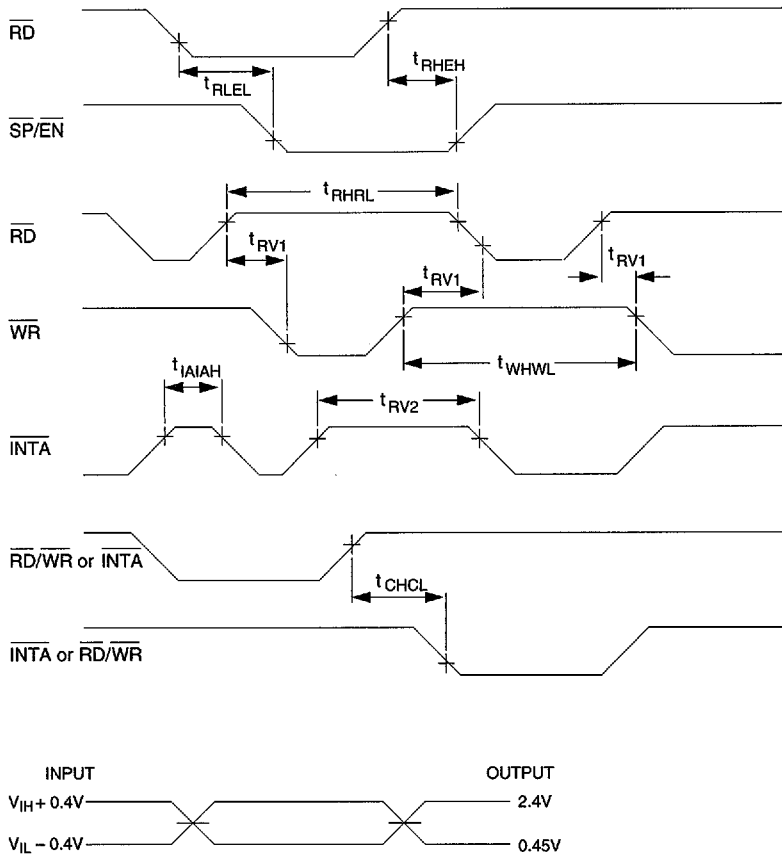 RD
tRHEH
tRLEL
SP/EN
tRHRL
RD
tRV1
tRV1
tRV1
WR
tWHWL
tIAIAH
tRV2
INTA
RD/WR or INTA
tCHCL
INTA or RD/WR
INPUT OUTPUT
VIH + 0.4V 2.4V
VIL – 0.4V 0.45V